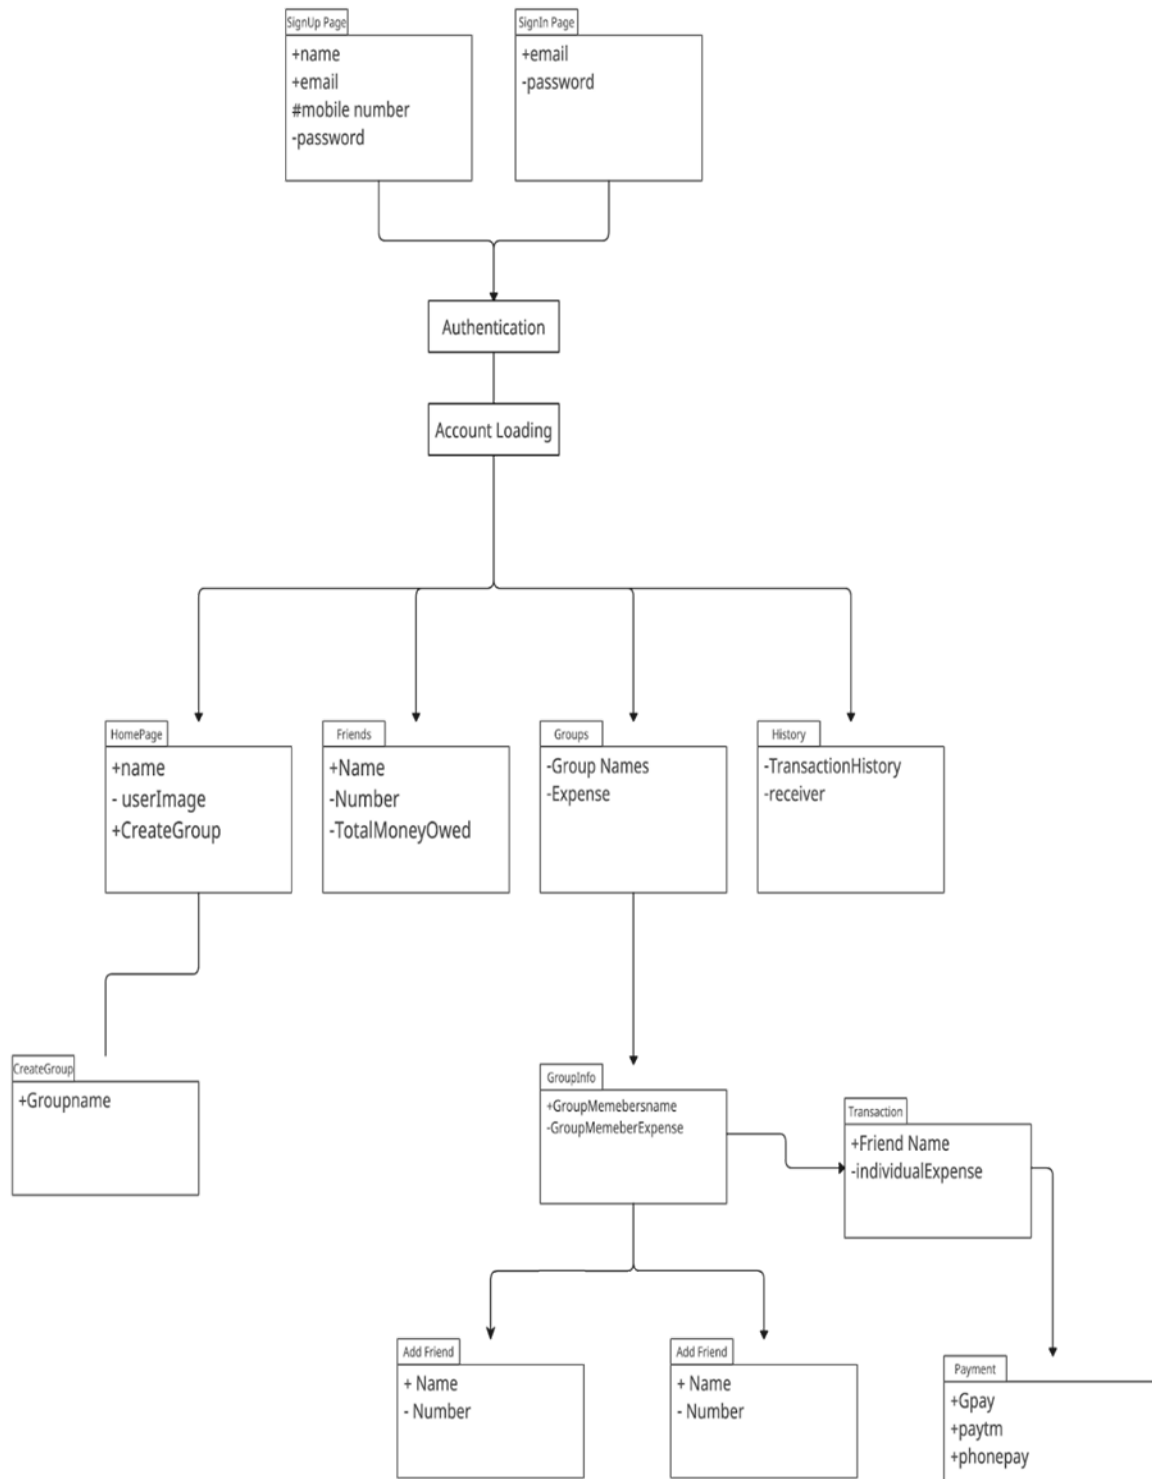 SignUp Page
+name
+email
#mobile number
-password
SignIn Page
+email
-password
Authentication
Account Loading
HomePage
+name
- userImage
+CreateGroup
Friends
+Name
-Number
-TotalMoneyOwed
Groups
-Group Names
-Expense
History
-TransactionHistory
-receiver
CreateGroup
+Groupname
GroupInfo
+GroupMemebersname
-GroupMemeberExpense
Transaction
+Friend Name
-individualExpense
Add Friend
+ Name
- Number
Add Friend
+ Name
- Number
Payment
+Gpay
+paytm
+phonepay